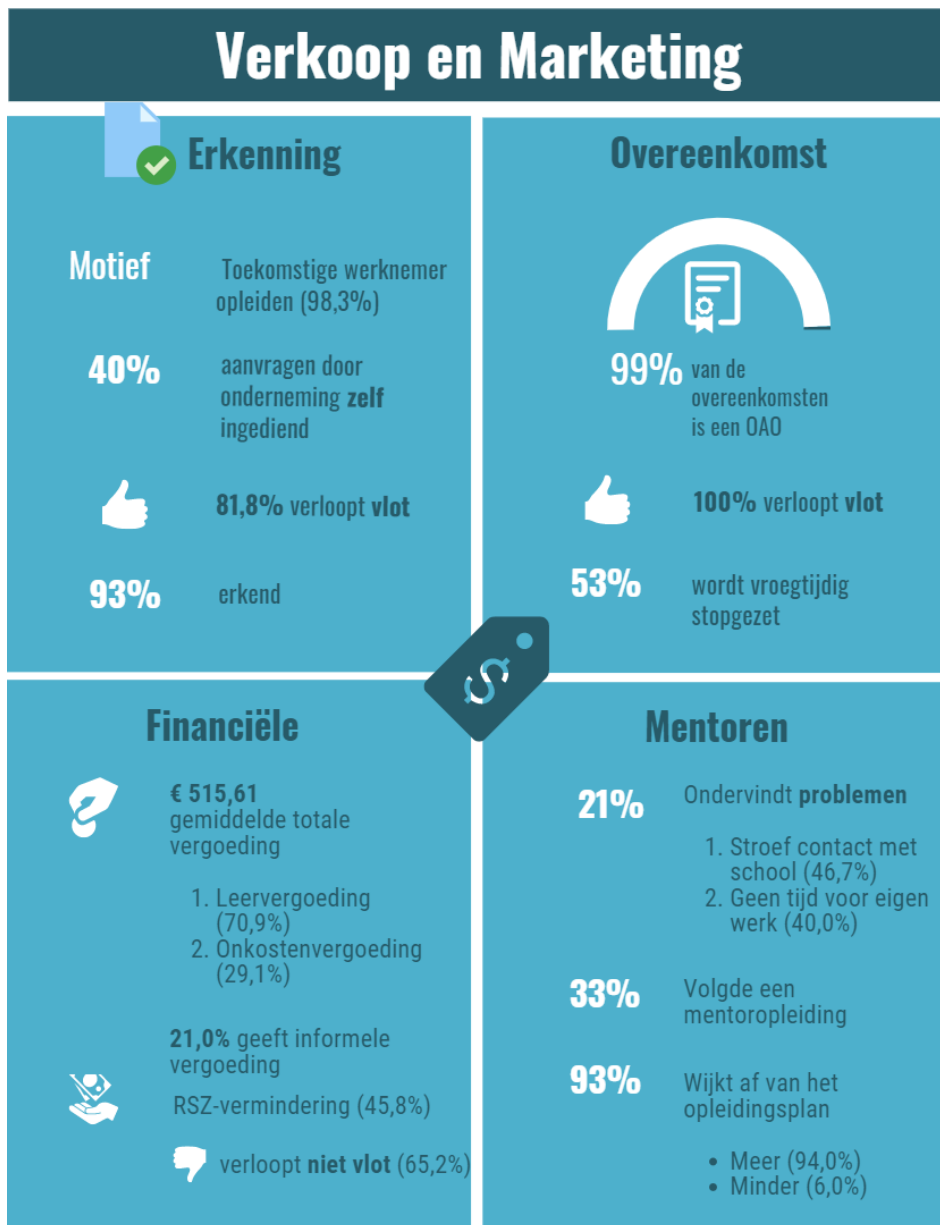 Verkoop en Marketing
Erkenning
Motief
Toekomstige werknemer
opleiden (98,3%)
40%
aanvragen door
onderneming zelf
ingediend
81,8% verloopt vlot
93%
erkend
Overeenkomst
99%
van de
overeenkomsten
is een OAO
100% verloopt vlot
53%
wordt vroegtijdig
stopgezet
Financiële
€ 515,61
gemiddelde totale
vergoeding
1. Leervergoeding
(70,9%)
2. Onkostenvergoeding
(29,1%)
21,0% geeft informele
vergoeding
RSZ-vermindering (45,8%)
verloopt niet vlot (65,2%)
Mentoren
21%
Ondervindt problemen
1. Stroef contact met
school (46,7%)
2. Geen tijd voor eigen
werk (40,0%)
33%
Volgde een
mentoropleiding
93%
Wijkt af van het
opleidingsplan
• Meer (94,0%)
• Minder (6,0%)